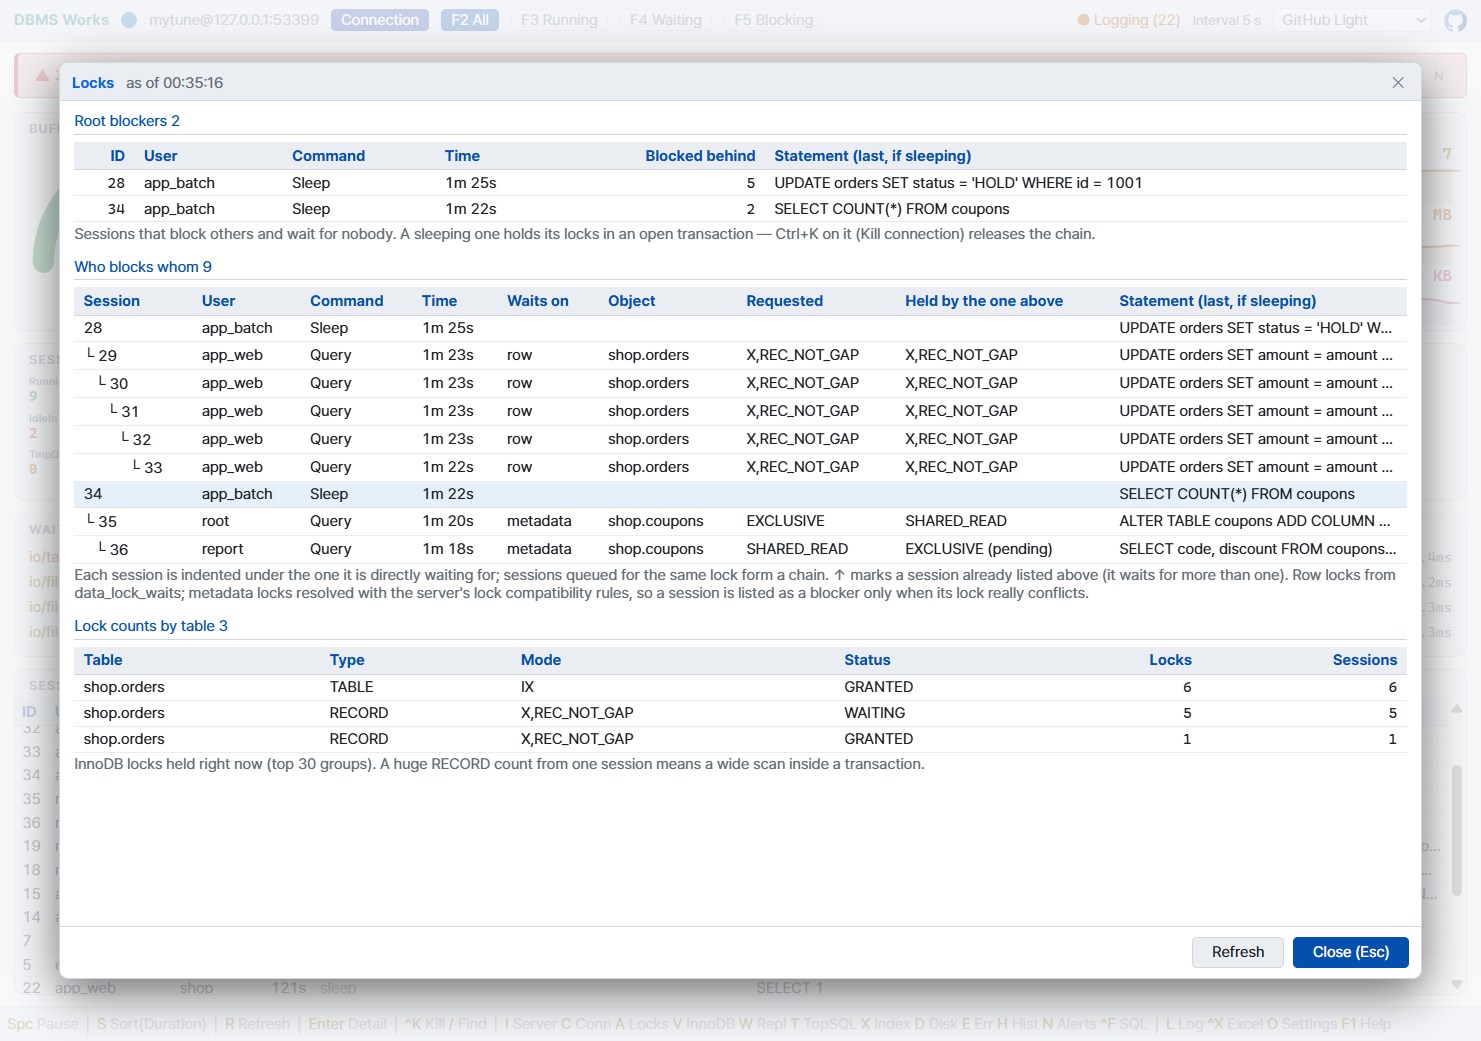 DBMS Works mytune@127.0.0.1:53399 Connection F2 All F3 Running F4 Waiting F5 Blocking Logging (22) Interval 5 s GitHub Light
N
Locks as of 00:35:16
Root blockers 2
ID User Command Time Blocked behind Statement (last, if sleeping)
28 app_batch Sleep 1m 25s 5 UPDATE orders SET status = 'HOLD' WHERE id = 1001
34 app_batch Sleep 1m 22s 2 SELECT COUNT(*) FROM coupons
Sessions that block others and wait for nobody. A sleeping one holds its locks in an open transaction — Ctrl+K on it (Kill connection) releases the chain.
Who blocks whom 9
Session User Command Time Waits on Object Requested Held by the one above Statement (last, if sleeping)
28 app_batch Sleep 1m 25s UPDATE orders SET status = 'HOLD' W...
└ 29 app_web Query 1m 23s row shop.orders X,REC_NOT_GAP X,REC_NOT_GAP UPDATE orders SET amount = amount ...
└ 30 app_web Query 1m 23s row shop.orders X,REC_NOT_GAP X,REC_NOT_GAP UPDATE orders SET amount = amount ...
└ 31 app_web Query 1m 23s row shop.orders X,REC_NOT_GAP X,REC_NOT_GAP UPDATE orders SET amount = amount ...
└ 32 app_web Query 1m 23s row shop.orders X,REC_NOT_GAP X,REC_NOT_GAP UPDATE orders SET amount = amount ...
└ 33 app_web Query 1m 22s row shop.orders X,REC_NOT_GAP X,REC_NOT_GAP UPDATE orders SET amount = amount ...
34 app_batch Sleep 1m 22s SELECT COUNT(*) FROM coupons
└ 35 root Query 1m 20s metadata shop.coupons EXCLUSIVE SHARED_READ ALTER TABLE coupons ADD COLUMN ...
└ 36 report Query 1m 18s metadata shop.coupons SHARED_READ EXCLUSIVE (pending) SELECT code, discount FROM coupons...
Each session is indented under the one it is directly waiting for; sessions queued for the same lock form a chain. ↑ marks a session already listed above (it waits for more than one). Row locks from
data_lock_waits; metadata locks resolved with the server's lock compatibility rules, so a session is listed as a blocker only when its lock really conflicts.
Lock counts by table 3
Table Type Mode Status Locks Sessions
shop.orders TABLE IX GRANTED 6 6
shop.orders RECORD X,REC_NOT_GAP WAITING 5 5
shop.orders RECORD X,REC_NOT_GAP GRANTED 1 1
InnoDB locks held right now (top 30 groups). A huge RECORD count from one session means a wide scan inside a transaction.
Refresh Close (Esc)
7
MB
KB
9
2
0
ID
32
33
34
35
36
19
18
15
14
7
5
22 app_web shop 121s sleep SELECT 1
Spc Pause | S Sort(Duration) | R Refresh | Enter Detail | ^K Kill / Find | I Server C Conn A Locks V InnoDB W Repl T TopSQL X Index D Disk E Err H Hist N Alerts ^F SQL | L Log ^X Excel O Settings F1 Help